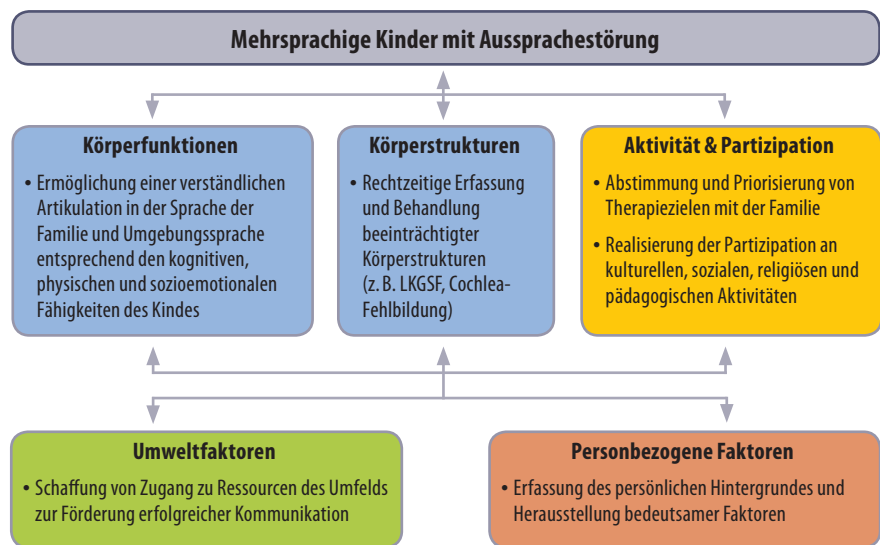 Mehrsprachige Kinder mit Aussprachestörung
Körperfunktionen
• Ermöglichung einer verständlichen
Artikulation in der Sprache der
Familie und Umgebungssprache
entsprechend den kognitiven,
physischen und sozioemotionalen
Fähigkeiten des Kindes
Körperstrukturen
• Rechtzeitige Erfassung
und Behandlung
beeinträchtigter
Körperstrukturen
(z. B. LKGSF, Cochlea-
Fehlbildung)
Aktivität & Partizipation
• Abstimmung und Priorisierung von
Therapiezielen mit der Familie
• Realisierung der Partizipation an
kulturellen, sozialen, religiösen und
pädagogischen Aktivitäten
Umweltfaktoren
• Schaffung von Zugang zu Ressourcen des Umfelds
zur Förderung erfolgreicher Kommunikation
Personbezogene Faktoren
• Erfassung des persönlichen Hintergrundes und
Herausstellung bedeutsamer Faktoren